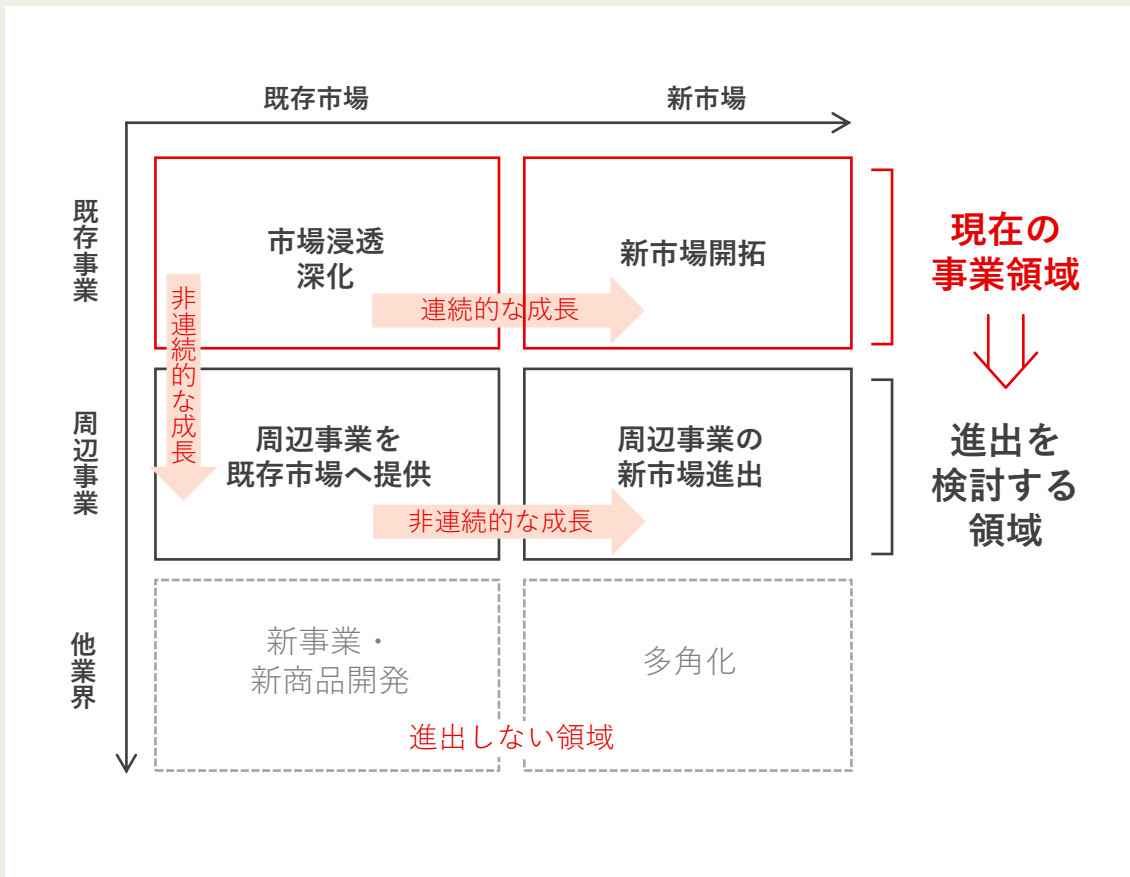 既存市場
新市場
既存事業
市場浸透
深化
新市場開拓
連続的な成長
非連続的な成長
現在の
事業領域
周辺事業
周辺事業を
既存市場へ提供
周辺事業の
新市場進出
非連続的な成長
進出を
検討する
領域
他業界
新事業・
新商品開発
多角化
進出しない領域